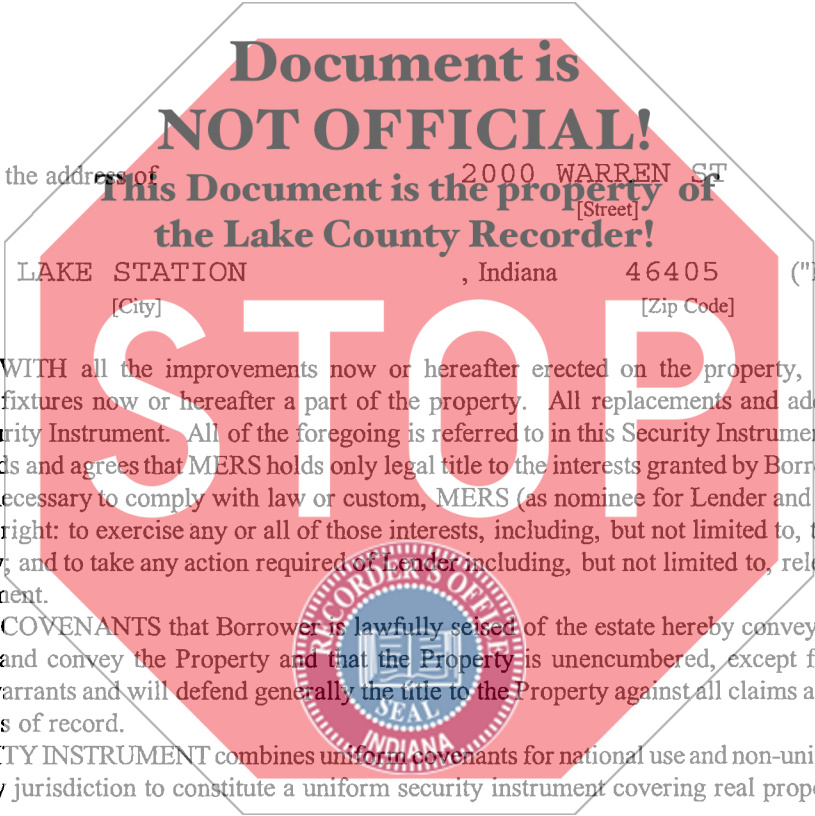 Document is
NOT OFFICIAL!
the address of 2000 WARREN ST
This Document is the property of
[Street]
the Lake County Recorder!
LAKE STATION , Indiana 46405 ("
[City] [Zip Code]
STOP
WITH all the improvements now or hereafter erected on the property,
fixtures now or hereafter a part of the property. All replacements and ad
rity Instrument. All of the foregoing is referred to in this Security Instrume
ds and agrees that MERS holds only legal title to the interests granted by Borr
ecessary to comply with law or custom, MERS (as nominee for Lender and
right: to exercise any or all of those interests, including, but not limited to, t
, and to take any action required of Lender including, but not limited to, rel
ent.
COVENANTS that Borrower is lawfully seised of the estate hereby convey
and convey the Property and that the Property is unencumbered, except f
arrants and will defend generally the title to the Property against all claims a
s of record.
TY INSTRUMENT combines uniform covenants for national use and non-uni
y jurisdiction to constitute a uniform security instrument covering real prop
RECORDER'S OFFICE
SEAL
INDIANA